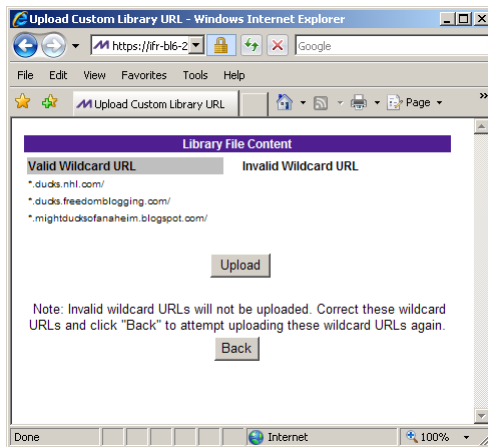 Upload Custom Library URL - Windows Internet Explorer
https://ifr-bl6-2
Google
File Edit View Favorites Tools Help
Upload Custom Library URL
Page
»
Library File Content
Valid Wildcard URL Invalid Wildcard URL
*.ducks.nhl.com/
*.ducks.freedomblogging.com/
*.mightducksofanaheim.blogspot.com/
Upload
Note: Invalid wildcard URLs will not be uploaded. Correct these wildcard
URLs and click "Back" to attempt uploading these wildcard URLs again.
Back
Done Internet 100%